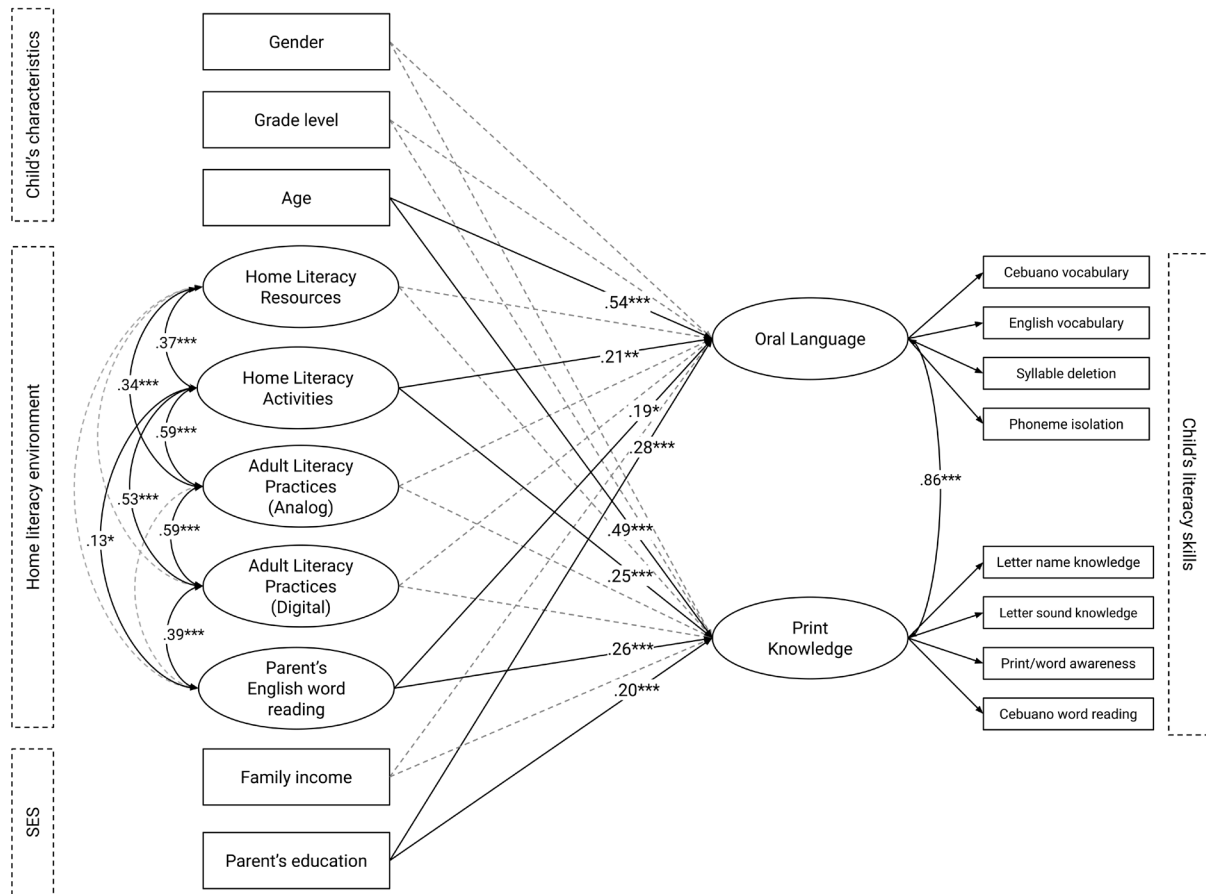 Child's characteristics
Gender
Grade level
Age
Home literacy environment
Home Literacy
Resources
Home Literacy
Activities
Adult Literacy
Practices
(Analog)
Adult Literacy
Practices
(Digital)
Parent's
English word
reading
.37***
.34***
.59***
.53***
.59***
.13*
.39***
SES
Family income
Parent's education
.54***
.21**
.19*
.28***
.49***
.25***
.26***
.20***
Oral Language
Print
Knowledge
.86***
Cebuano vocabulary
English vocabulary
Syllable deletion
Phoneme isolation
Letter name knowledge
Letter sound knowledge
Print/word awareness
Cebuano word reading
Child's literacy skills